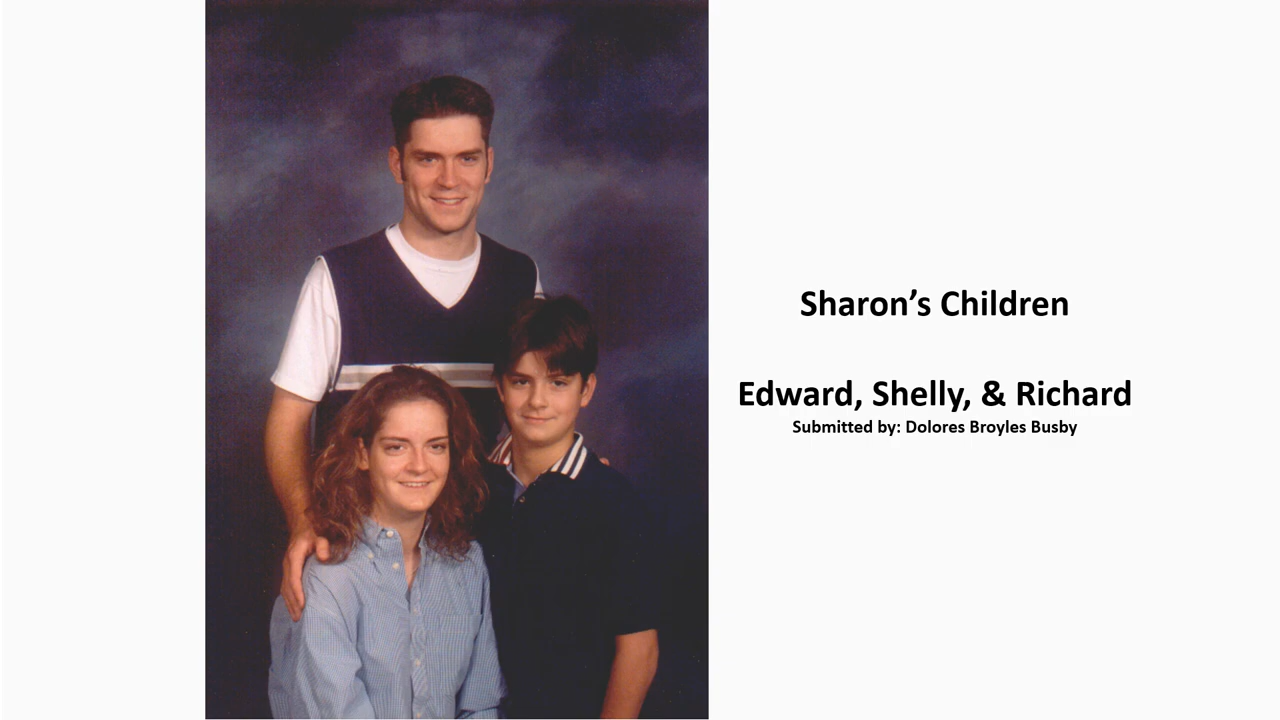 Sharon’s Children
Edward, Shelly, & Richard
Submitted by: Dolores Broyles Busby